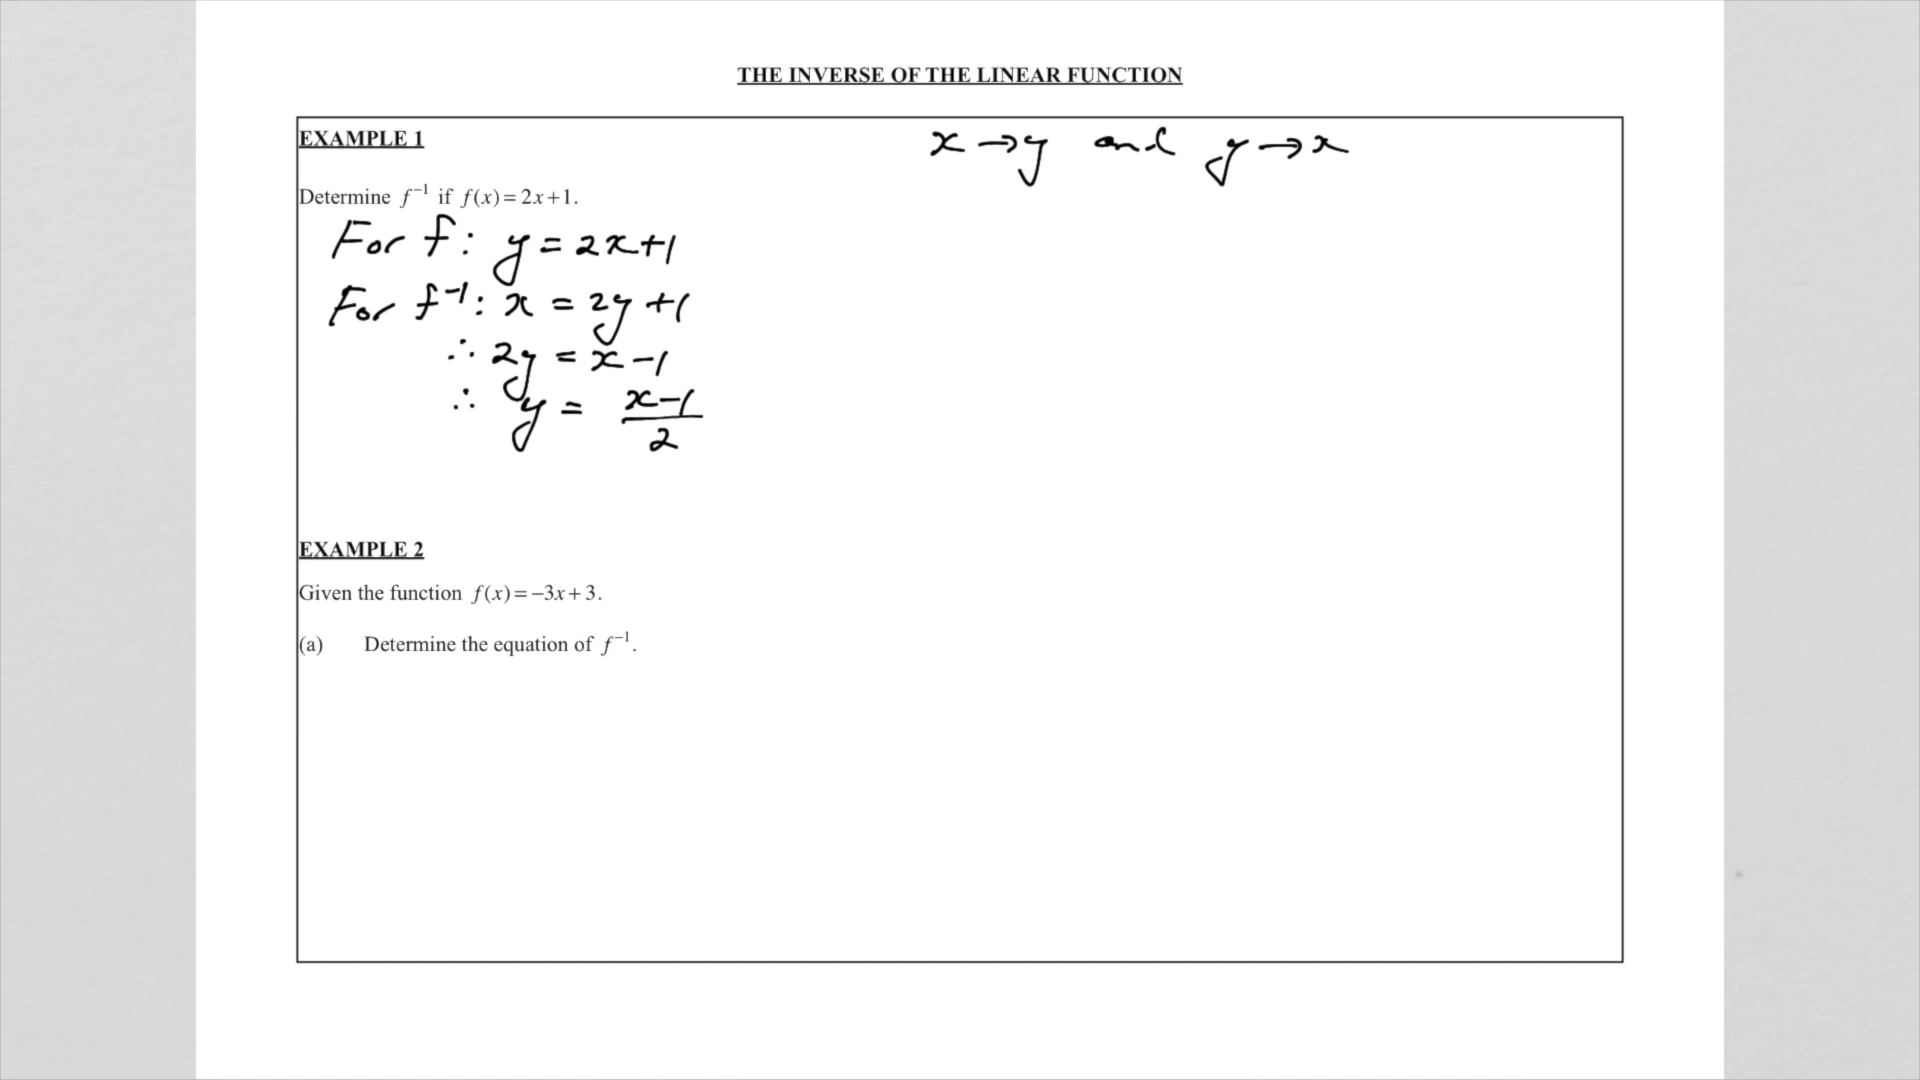 THE INVERSE OF THE LINEAR FUNCTION
EXAMPLE 1
x → y and y → x
Determine f⁻¹ if f(x) = 2x + 1.
For f: y = 2x + 1
For f⁻¹: x = 2y + 1
∴ 2y = x - 1
∴ y = (x - 1)/2
EXAMPLE 2
Given the function f(x) = −3x + 3.
(a) Determine the equation of f⁻¹.